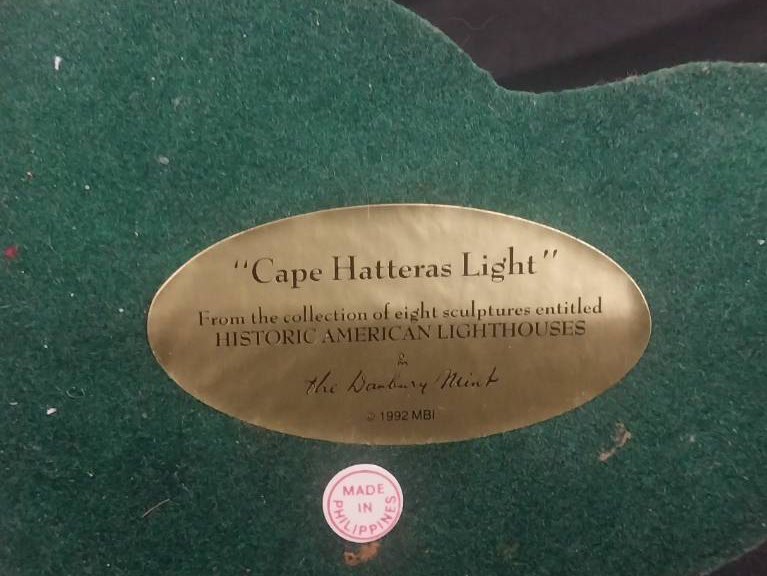 "Cape Hatteras Light"
From the collection of eight sculptures entitled
HISTORIC AMERICAN LIGHTHOUSES
by
the Danbury Mint
© 1992 MBI
MADE
IN
PHILIPPINES